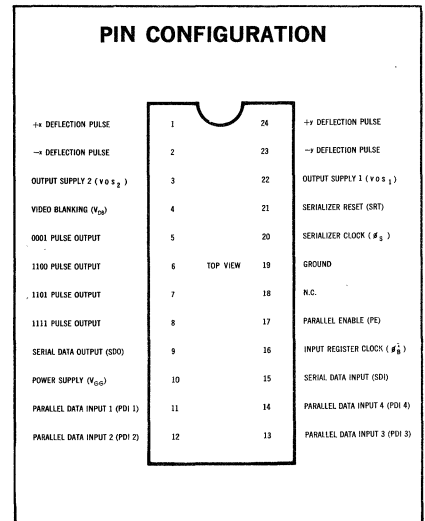 PIN CONFIGURATION
+x DEFLECTION PULSE 1 24 +y DEFLECTION PULSE
−x DEFLECTION PULSE 2 23 −y DEFLECTION PULSE
OUTPUT SUPPLY 2 (vos2) 3 22 OUTPUT SUPPLY 1 (vos1)
VIDEO BLANKING (VDB) 4 21 SERIALIZER RESET (SRT)
0001 PULSE OUTPUT 5 20 SERIALIZER CLOCK (øS)
1100 PULSE OUTPUT 6 TOP VIEW 19 GROUND
1101 PULSE OUTPUT 7 18 N.C.
1111 PULSE OUTPUT 8 17 PARALLEL ENABLE (PE)
SERIAL DATA OUTPUT (SDO) 9 16 INPUT REGISTER CLOCK (øB)
POWER SUPPLY (VGG) 10 15 SERIAL DATA INPUT (SDI)
PARALLEL DATA INPUT 1 (PDI 1) 11 14 PARALLEL DATA INPUT 4 (PDI 4)
PARALLEL DATA INPUT 2 (PDI 2) 12 13 PARALLEL DATA INPUT 3 (PDI 3)